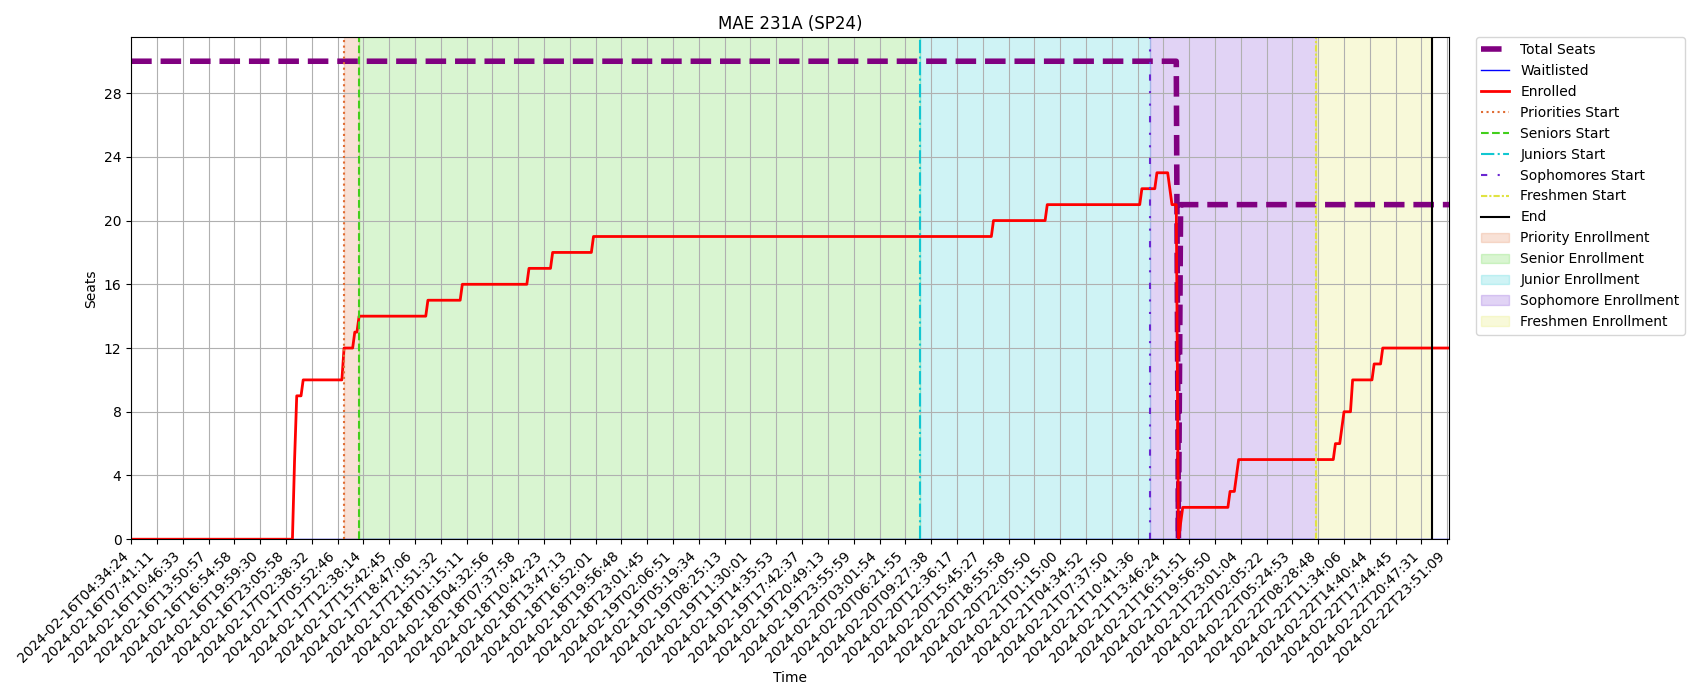 MAE 231A (SP24)
Seats
28
24
20
16
12
8
4
0
2024-02-16T04:34:24
2024-02-16T07:41:11
2024-02-16T10:46:33
2024-02-16T13:50:57
2024-02-16T16:54:58
2024-02-16T19:59:30
2024-02-16T23:05:58
2024-02-17T02:38:32
2024-02-17T05:52:46
2024-02-17T12:38:14
2024-02-17T15:42:45
2024-02-17T18:47:06
2024-02-17T21:51:32
2024-02-18T01:15:11
2024-02-18T04:32:56
2024-02-18T07:37:58
2024-02-18T10:42:23
2024-02-18T13:47:13
2024-02-18T16:52:01
2024-02-18T19:56:48
2024-02-18T23:01:45
2024-02-19T02:06:51
2024-02-19T05:19:34
2024-02-19T08:25:13
2024-02-19T11:30:01
2024-02-19T14:35:53
2024-02-19T17:42:37
2024-02-19T20:49:13
2024-02-19T23:55:59
2024-02-20T03:01:54
2024-02-20T06:21:55
2024-02-20T09:27:38
2024-02-20T12:36:17
2024-02-20T15:45:27
2024-02-20T18:55:58
2024-02-20T22:05:50
2024-02-21T01:15:00
2024-02-21T04:34:52
2024-02-21T07:37:50
2024-02-21T10:41:36
2024-02-21T13:46:24
2024-02-21T16:51:51
2024-02-21T19:56:50
2024-02-21T23:01:04
2024-02-22T02:05:22
2024-02-22T05:24:53
2024-02-22T08:28:48
2024-02-22T11:34:06
2024-02-22T14:40:44
2024-02-22T17:44:45
2024-02-22T20:47:31
2024-02-22T23:51:09
Time
Total Seats
Waitlisted
Enrolled
Priorities Start
Seniors Start
Juniors Start
Sophomores Start
Freshmen Start
End
Priority Enrollment
Senior Enrollment
Junior Enrollment
Sophomore Enrollment
Freshmen Enrollment